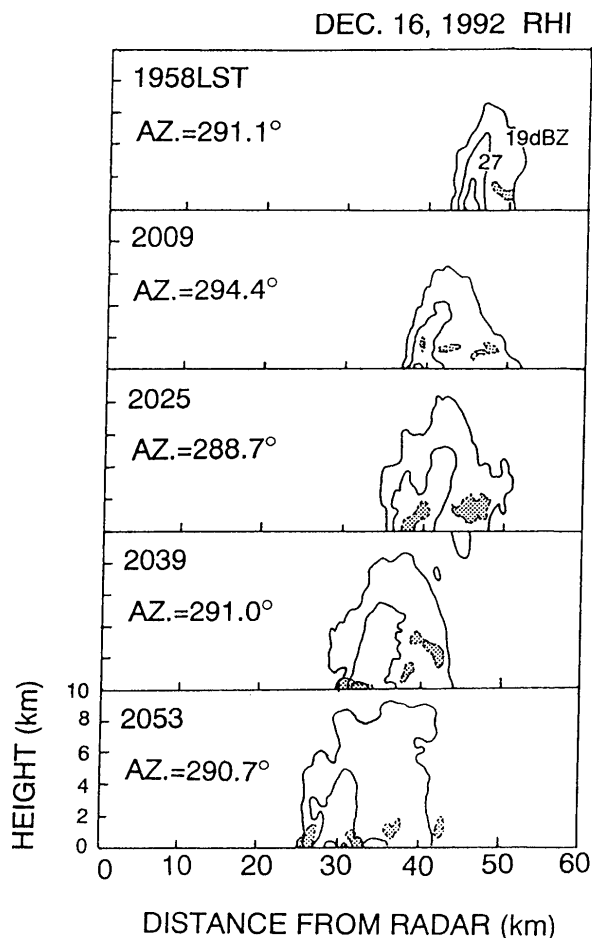 DEC. 16, 1992 RHI
1958LST
AZ.=291.1°
19dBZ
27
2009
AZ.=294.4°
2025
AZ.=288.7°
2039
AZ.=291.0°
10
8
6
4
2
0
2053
AZ.=290.7°
HEIGHT (km)
0 10 20 30 40 50 60
DISTANCE FROM RADAR (km)